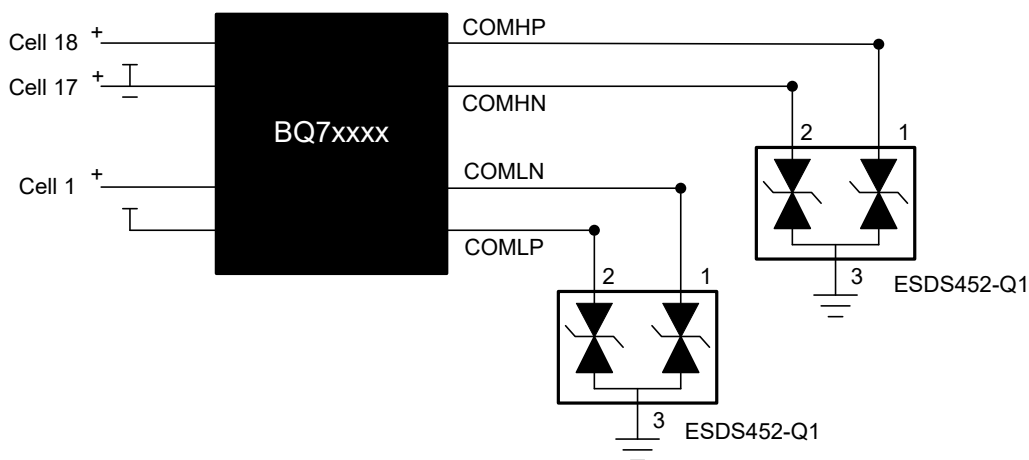 COMHP
Cell 18 +
Cell 17 +
COMHN
BQ7xxxx
2 1
COMLN
Cell 1 +
COMLP
3
ESDS452-Q1
2 1
3
ESDS452-Q1